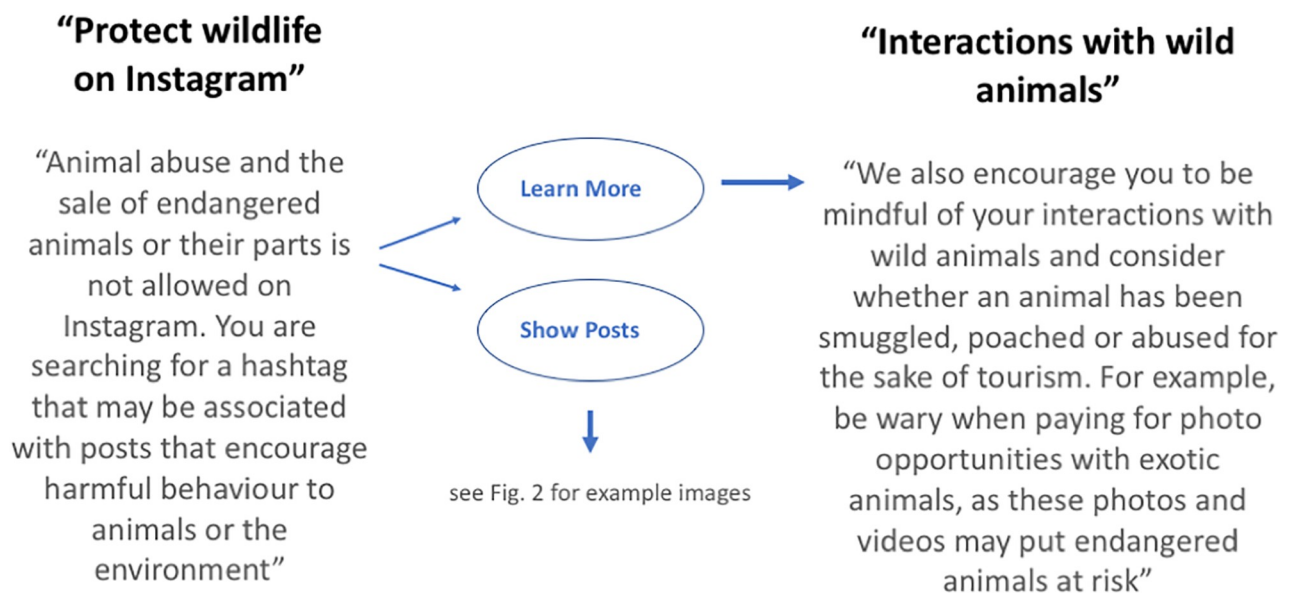 “Protect wildlife
on Instagram”
“Animal abuse and the
sale of endangered
animals or their parts is
not allowed on
Instagram. You are
searching for a hashtag
that may be associated
with posts that encourage
harmful behaviour to
animals or the
environment”
Learn More
Show Posts
see Fig. 2 for example images
“Interactions with wild
animals”
“We also encourage you to be
mindful of your interactions with
wild animals and consider
whether an animal has been
smuggled, poached or abused for
the sake of tourism. For example,
be wary when paying for photo
opportunities with exotic
animals, as these photos and
videos may put endangered
animals at risk”